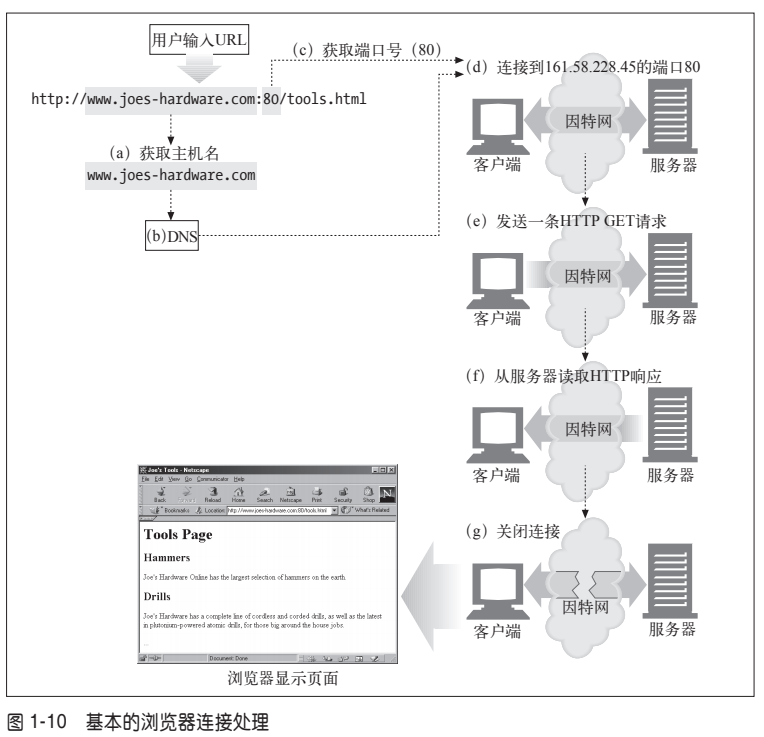 用户输入URL
(c) 获取端口号（80）
(d) 连接到161.58.228.45的端口80
http://www.joes-hardware.com:80/tools.html
因特网
客户端
服务器
(a) 获取主机名
www.joes-hardware.com
(b)DNS
(e) 发送一条HTTP GET请求
因特网
客户端
服务器
(f) 从服务器读取HTTP响应
因特网
客户端
服务器
(g) 关闭连接
因特网
客户端
服务器
Joe's Tools - Netscape
File Edit View Go Communicator Help
Back Reload Home Search Netscape Print Security Shop N
Bookmarks Location: http://www.joes-hardware.com:80/tools.html What's Related
Tools Page
Hammers
Joe's Hardware Online has the largest selection of hammers on the earth.
Drills
Joe's Hardware has a complete line of cordless and corded drills, as well as the latest
in plutonium-powered atomic drills, for those big around the house jobs.
...
Document: Done
浏览器显示页面
图 1-10 基本的浏览器连接处理